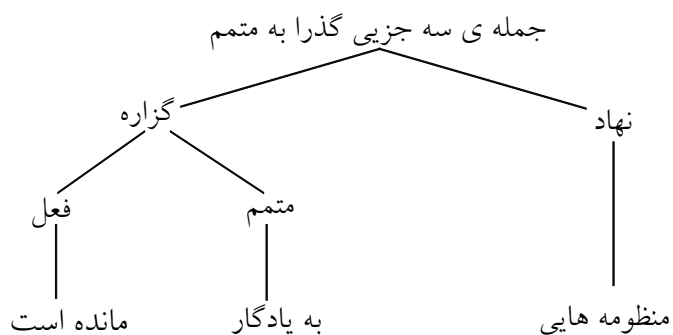 جمله ی سه جزیی گذرا به متمم
نهاد
گزاره
متمم
فعل
منظومه هایی
به یادگار
مانده است